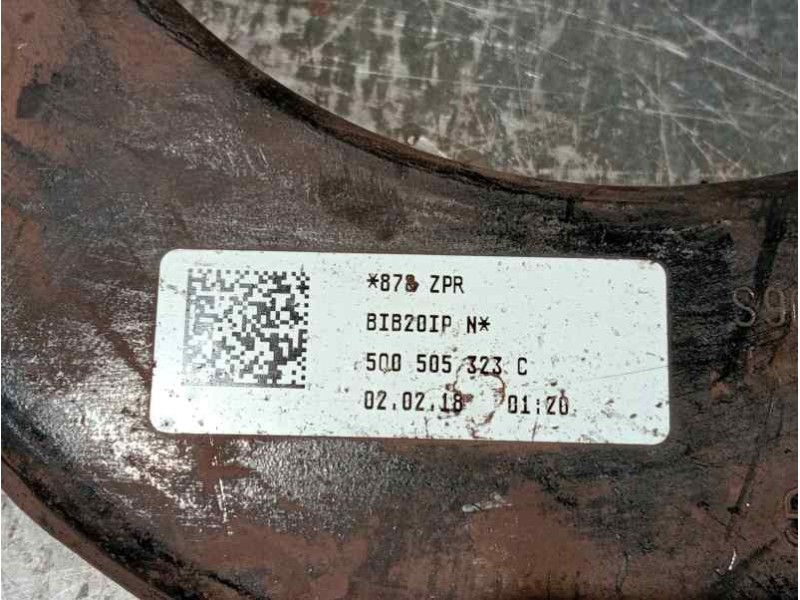 *878 ZPR
BIB20IP N*
5Q0 505 323 C
02.02.18 01:20